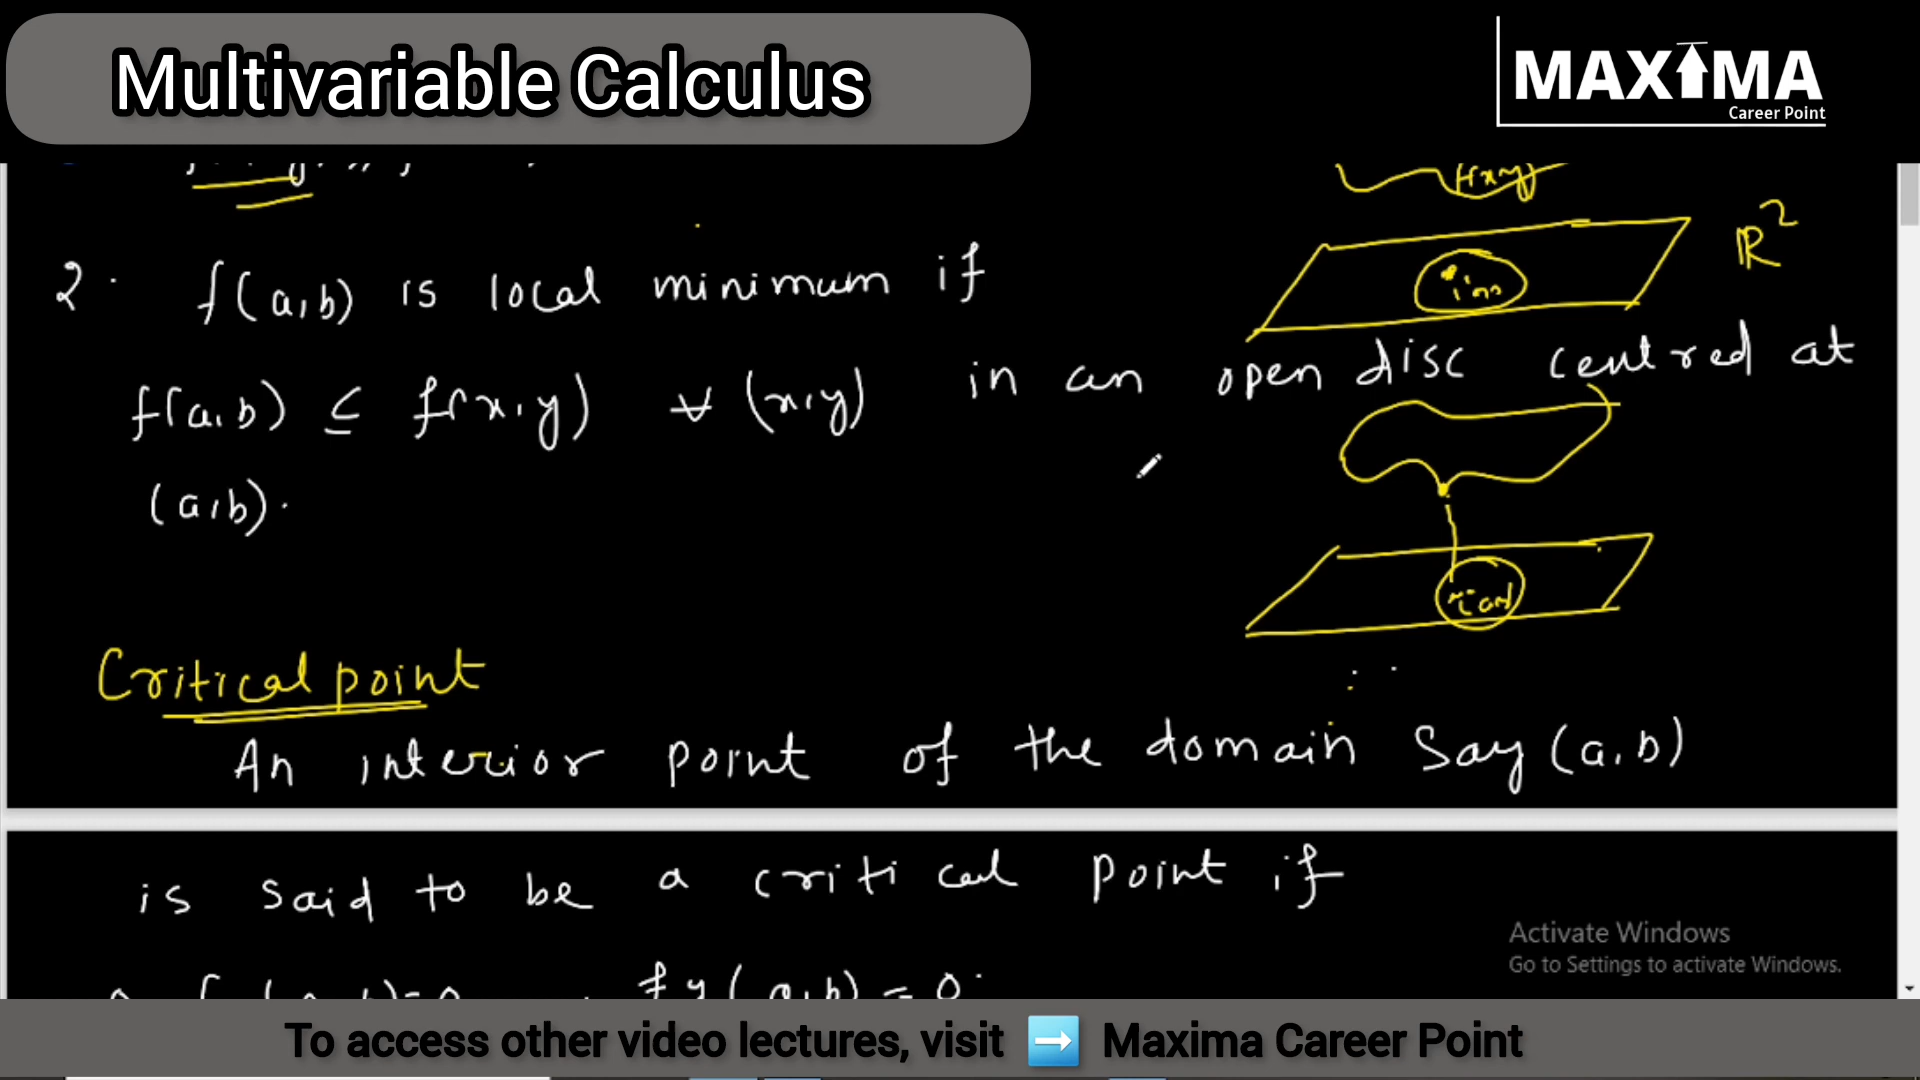 Multivariable Calculus
MAXIMA
Career Point
f(x,y)
R²
2. f(a,b) is local minimum if
f(a,b) ≤ f(x,y) ∀ (x,y) in an open disc centred at
(a,b).
Critical point
An interior point of the domain Say (a,b)
is said to be a critical point if
fy(a,b) = 0.
Activate Windows
Go to Settings to activate Windows.
To access other video lectures, visit ➡ Maxima Career Point